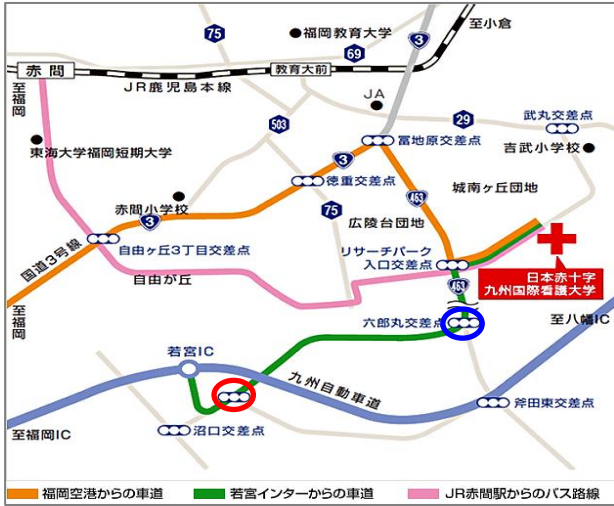 75
福岡教育大学
3
至小倉
69
赤間
教育大前
JR鹿児島本線
至福岡
JA
武丸交差点
503
29
東海大学福岡短期大学
冨地原交差点
吉武小学校
3
徳重交差点
463
城南ヶ丘団地
赤間小学校
75
広陵台団地
3
自由ヶ丘3丁目交差点
リサーチパーク
入口交差点
国道3号線
自由が丘
日本赤十字
九州国際看護大学
463
至福岡
六郎丸交差点
至八幡IC
若宮IC
九州自動車道
斧田東交差点
至福岡IC
沼口交差点
福岡空港からの車道
若宮インターからの車道
JR赤間駅からのバス路線